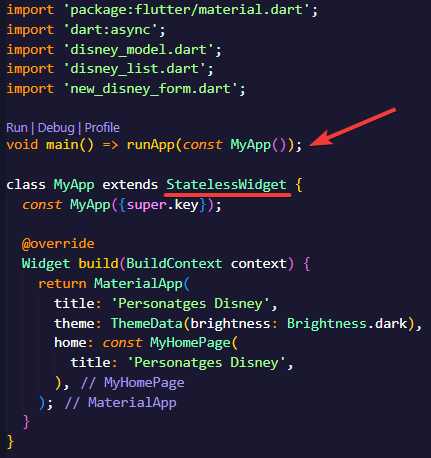 import 'package:flutter/material.dart';
import 'dart:async';
import 'disney_model.dart';
import 'disney_list.dart';
import 'new_disney_form.dart';
Run | Debug | Profile
void main() => runApp(const MyApp());
class MyApp extends StatelessWidget {
  const MyApp({super.key});
  @override
  Widget build(BuildContext context) {
    return MaterialApp(
      title: 'Personatges Disney',
      theme: ThemeData(brightness: Brightness.dark),
      home: const MyHomePage(
        title: 'Personatges Disney',
      ), // MyHomePage
    ); // MaterialApp
  }
}